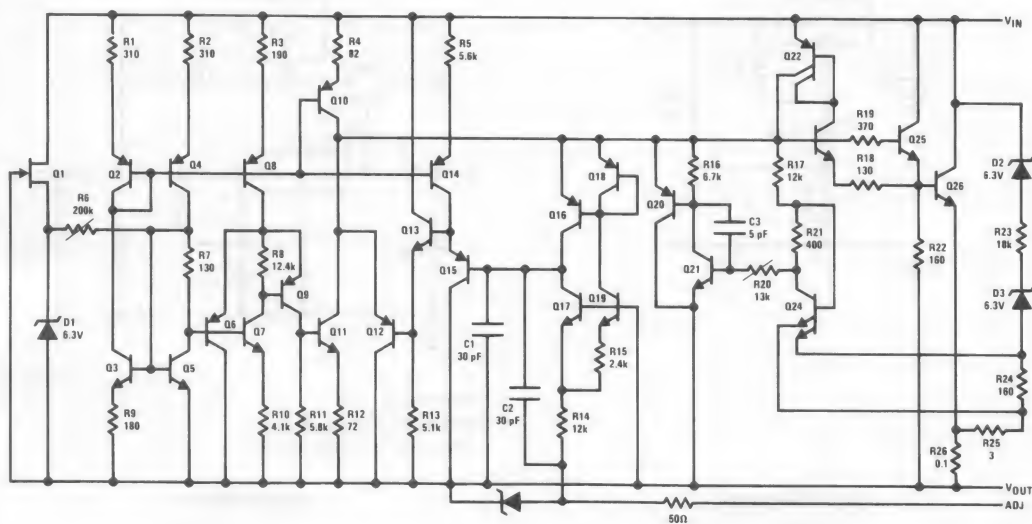 VIN
R1
310
R2
310
R3
190
R4
82
R5
5.6k
Q22
Q10
R19
370
Q25
Q1
Q2
Q4
Q8
Q14
Q18
R16
6.7k
R17
12k
R18
130
Q26
D2
6.3V
R6
200k
Q13
Q16
Q20
C3
5 pF
R21
400
R22
160
R23
18k
R7
130
R8
12.4k
Q15
Q21
R20
13k
Q9
D1
6.3V
Q6
Q7
Q11
Q12
Q17
Q19
Q24
D3
6.3V
C1
30 pF
R15
2.4k
Q3
Q5
C2
30 pF
R24
160
R9
180
R10
4.1k
R11
5.8k
R12
72
R13
5.1k
R14
12k
R26
0.1
R25
3
VOUT
ADJ
50Ω